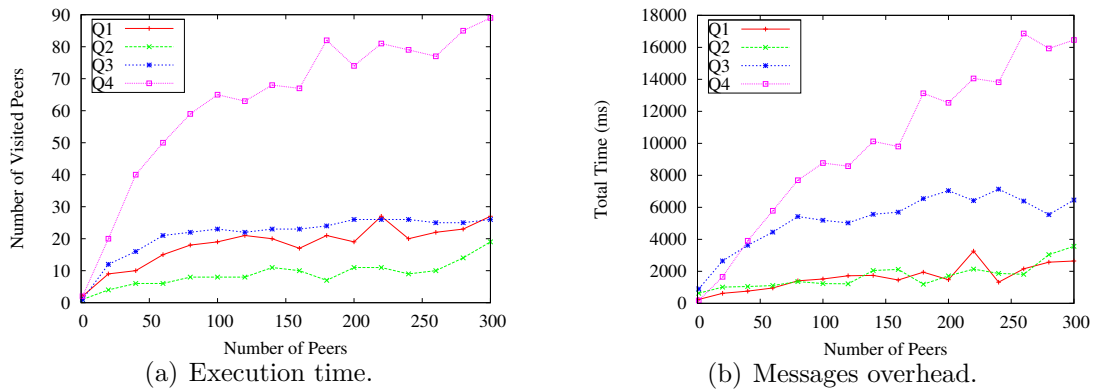 90
80
70
60
50
40
30
20
10
0
0 50 100 150 200 250 300
Number of Visited Peers
Number of Peers
Q1
Q2
Q3
Q4
(a) Execution time.
18000
16000
14000
12000
10000
8000
6000
4000
2000
0
0 50 100 150 200 250 300
Total Time (ms)
Number of Peers
Q1
Q2
Q3
Q4
(b) Messages overhead.